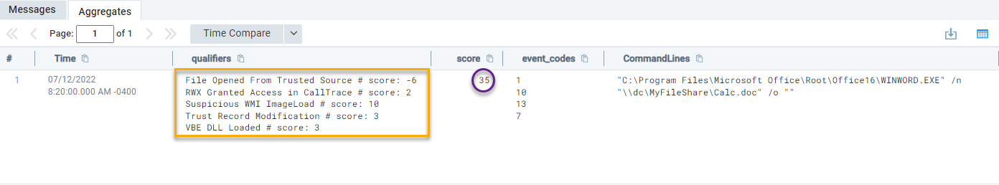 Messages
Aggregates
Page: 1 of 1
Time Compare
# Time qualifiers score event_codes CommandLines
1 07/12/2022
8:20:00.000 AM -0400
File Opened From Trusted Source # score: -6
RWX Granted Access in CallTrace # score: 2
Suspicious WMI ImageLoad # score: 10
Trust Record Modification # score: 3
VBE DLL Loaded # score: 3
35
1
10
13
7
"C:\Program Files\Microsoft Office\Root\Office16\WINWORD.EXE" /n
"\\dc\MyFileShare\Calc.doc" /o ""